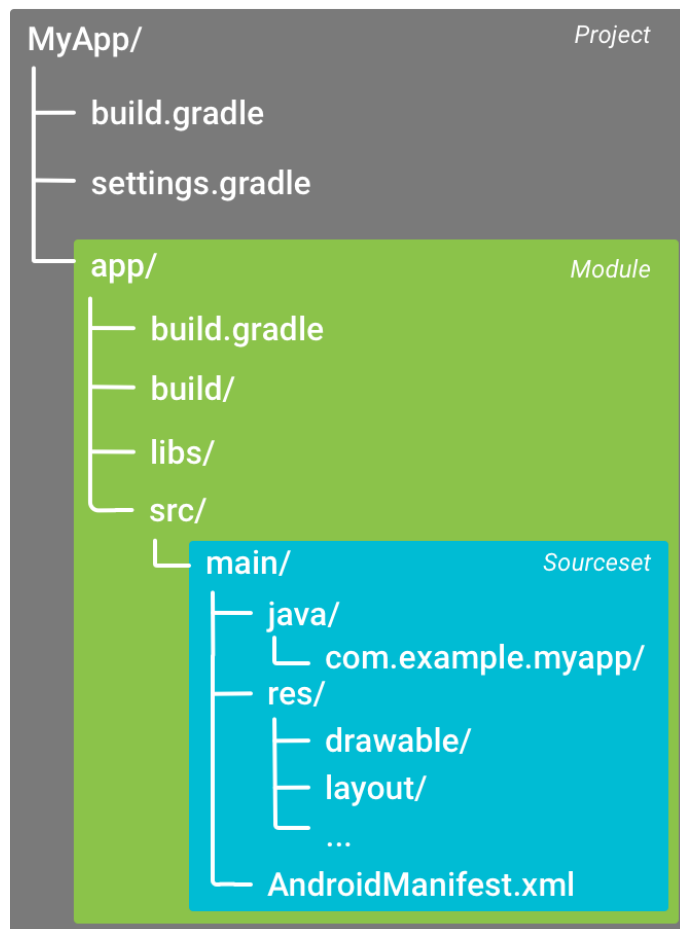 MyApp/ Project
build.gradle
settings.gradle
app/ Module
build.gradle
build/
libs/
src/
main/ Sourceset
java/
com.example.myapp/
res/
drawable/
layout/
...
AndroidManifest.xml